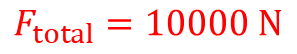 F_total = 10000 N